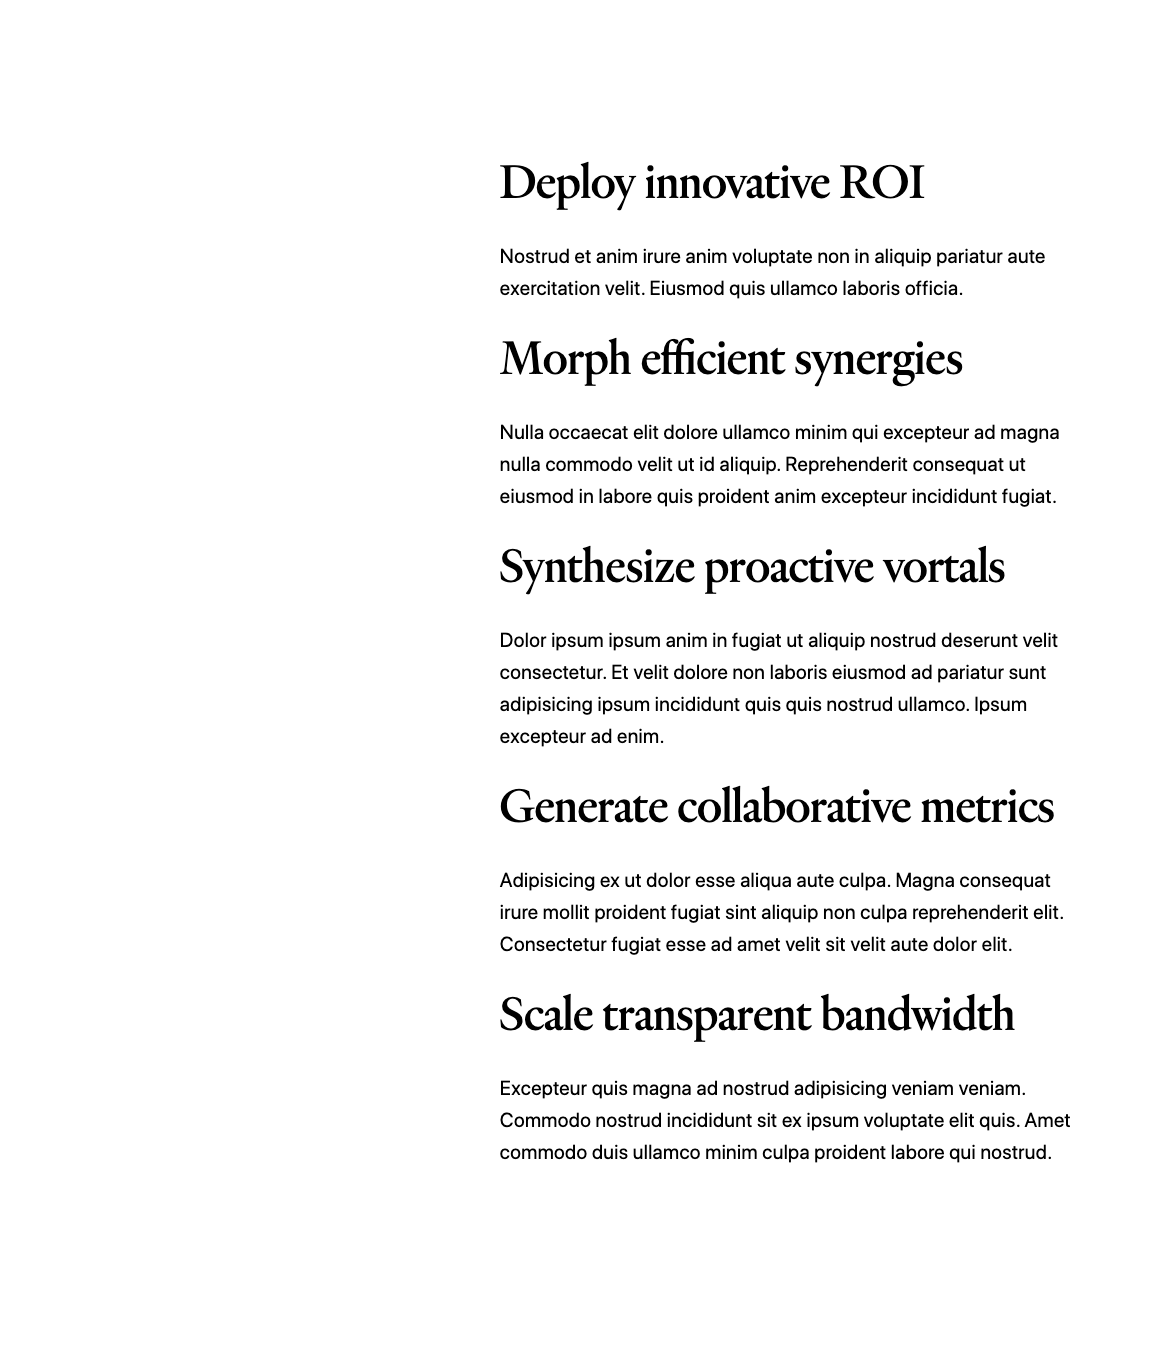 Deploy innovative ROI
Nostrud et anim irure anim voluptate non in aliquip pariatur aute
exercitation velit. Eiusmod quis ullamco laboris officia.
Morph efficient synergies
Nulla occaecat elit dolore ullamco minim qui excepteur ad magna
nulla commodo velit ut id aliquip. Reprehenderit consequat ut
eiusmod in labore quis proident anim excepteur incididunt fugiat.
Synthesize proactive vortals
Dolor ipsum ipsum anim in fugiat ut aliquip nostrud deserunt velit
consectetur. Et velit dolore non laboris eiusmod ad pariatur sunt
adipisicing ipsum incididunt quis quis nostrud ullamco. Ipsum
excepteur ad enim.
Generate collaborative metrics
Adipisicing ex ut dolor esse aliqua aute culpa. Magna consequat
irure mollit proident fugiat sint aliquip non culpa reprehenderit elit.
Consectetur fugiat esse ad amet velit sit velit aute dolor elit.
Scale transparent bandwidth
Excepteur quis magna ad nostrud adipisicing veniam veniam.
Commodo nostrud incididunt sit ex ipsum voluptate elit quis. Amet
commodo duis ullamco minim culpa proident labore qui nostrud.